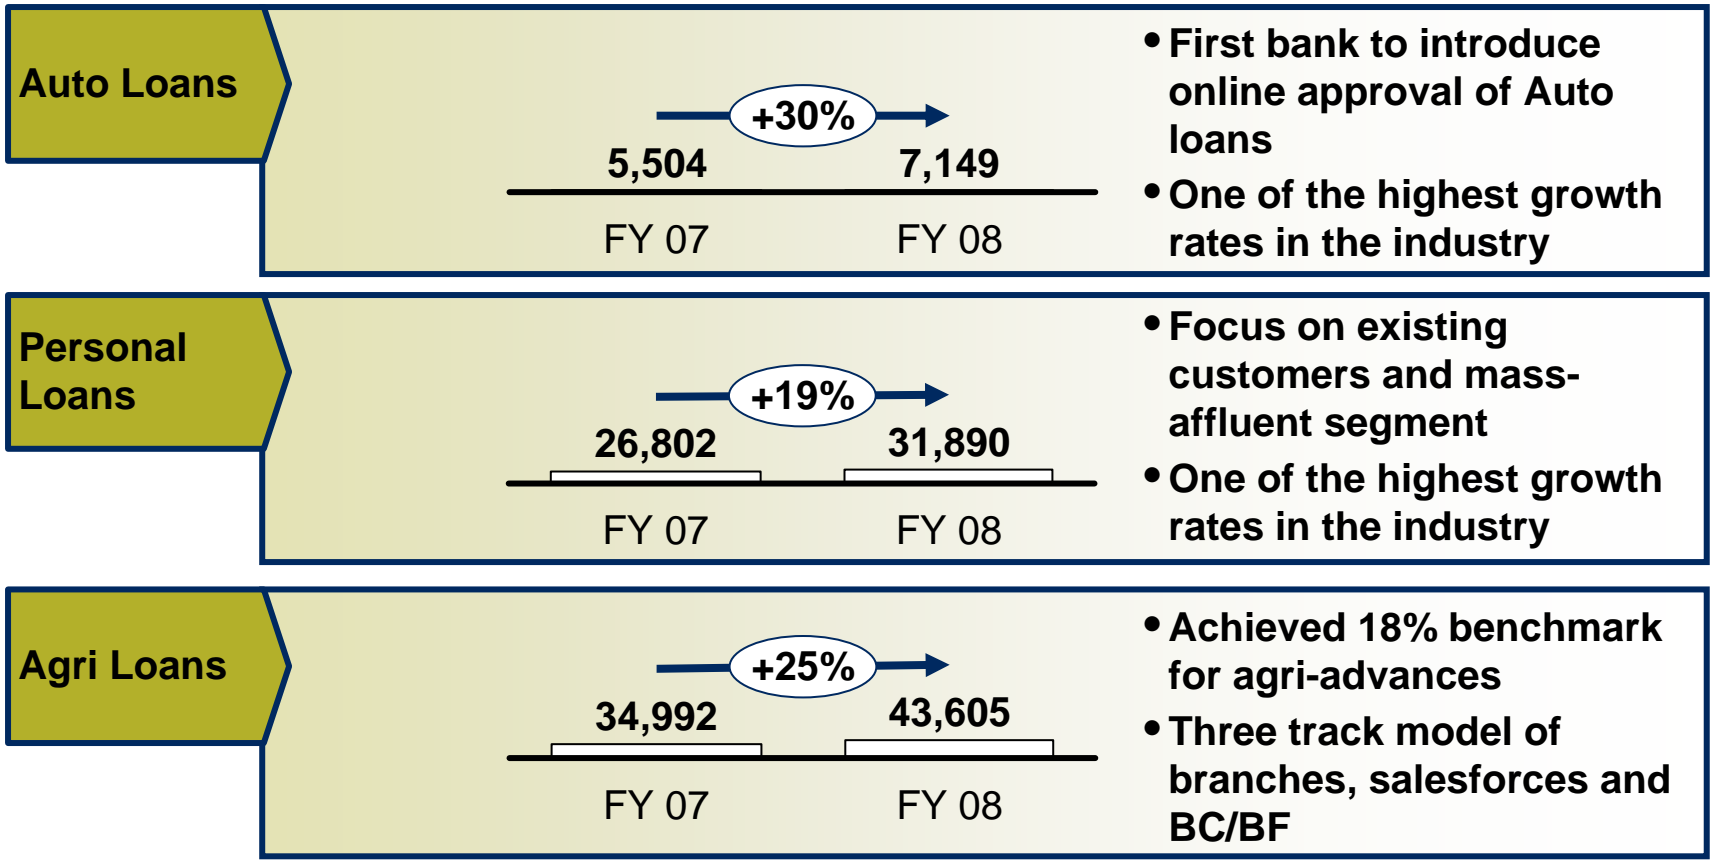 Auto Loans
+30%
5,504 7,149
FY 07 FY 08
• First bank to introduce
online approval of Auto
loans
• One of the highest growth
rates in the industry
Personal
Loans
+19%
26,802 31,890
FY 07 FY 08
• Focus on existing
customers and mass-
affluent segment
• One of the highest growth
rates in the industry
Agri Loans
+25%
34,992 43,605
FY 07 FY 08
• Achieved 18% benchmark
for agri-advances
• Three track model of
branches, salesforces and
BC/BF